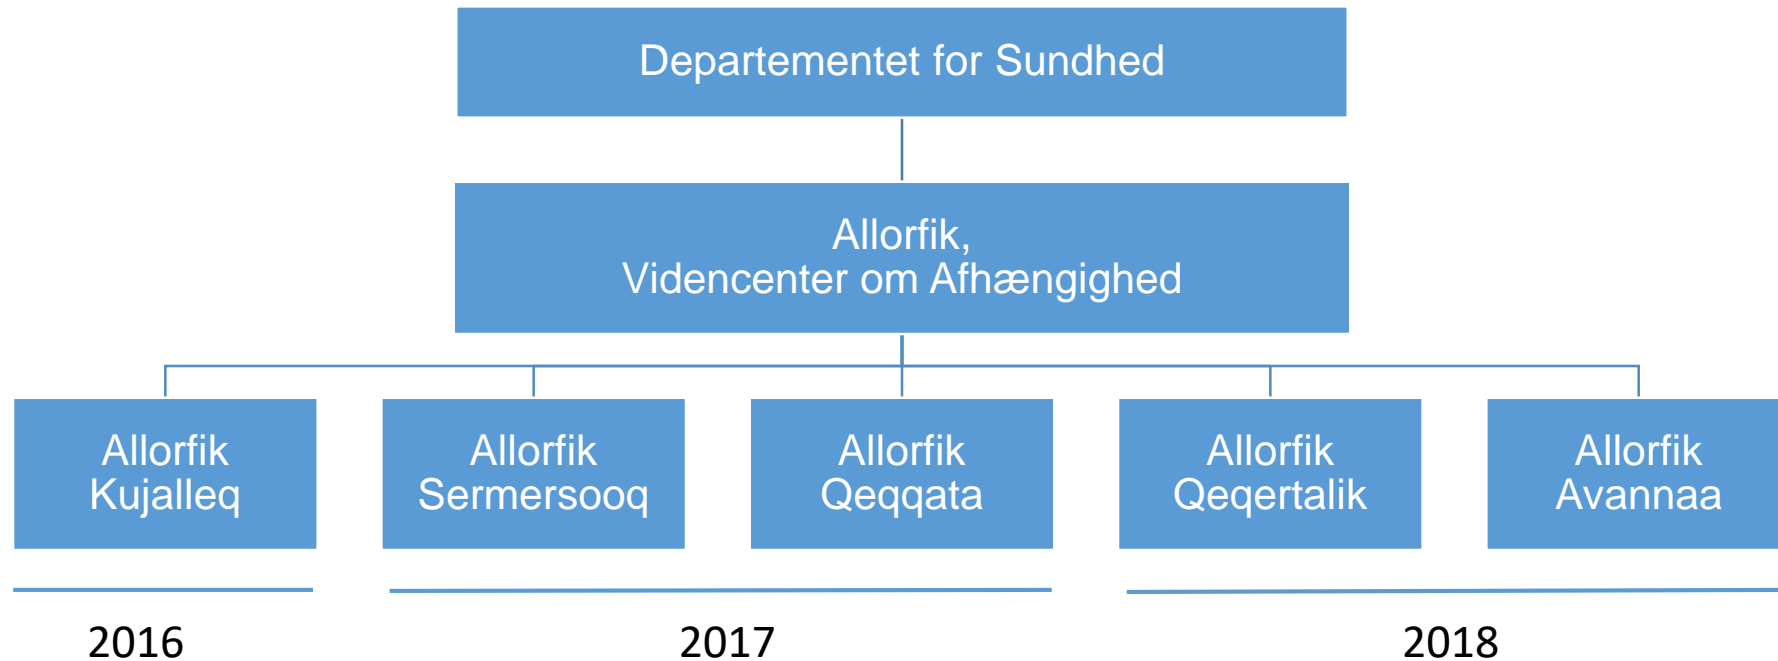 Departementet for Sundhed
Allorfik,
Videncenter om Afhængighed
Allorfik
Kujalleq
Allorfik
Sermersooq
Allorfik
Qeqqata
Allorfik
Qeqertalik
Allorfik
Avannaa
2016
2017
2018